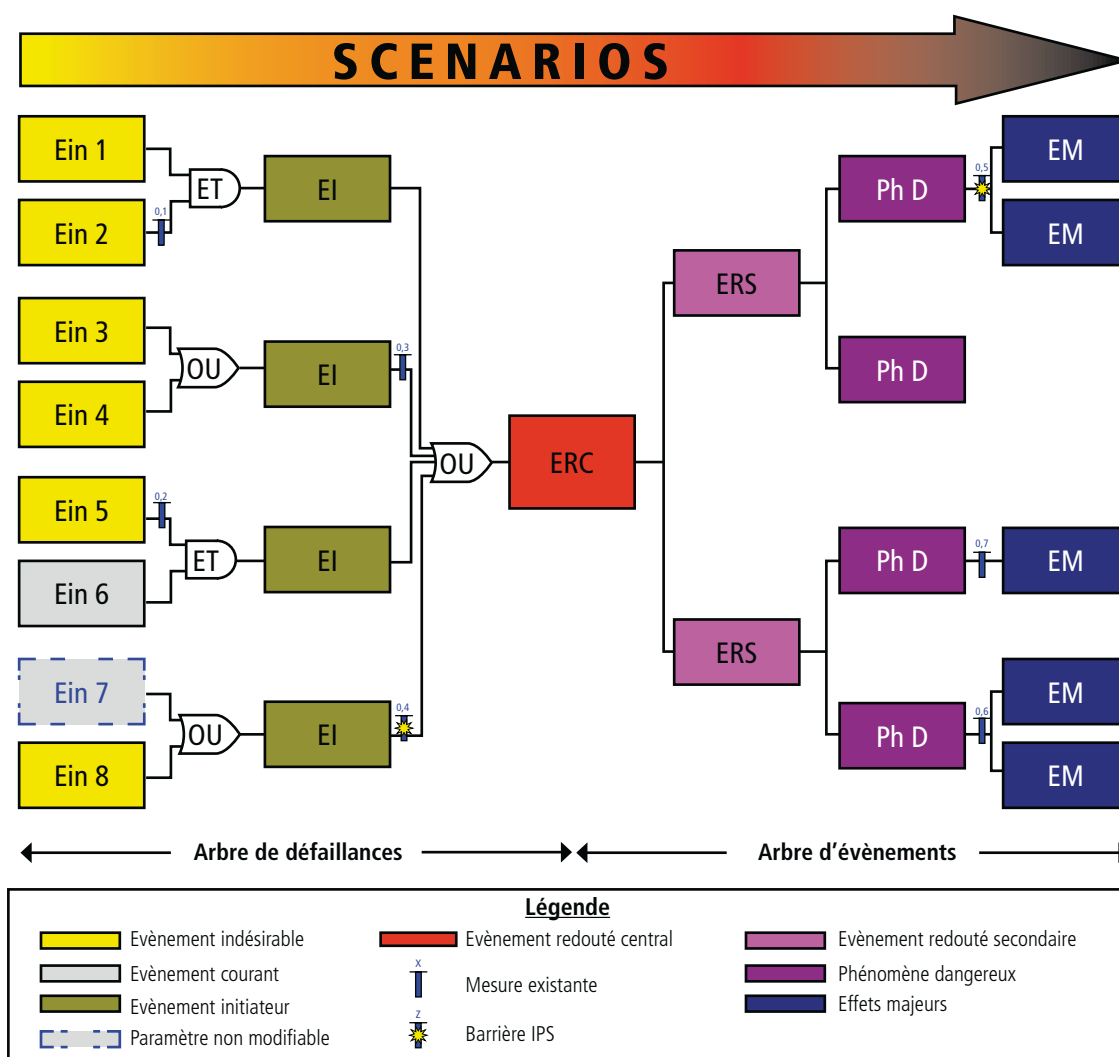 SCENARIOS
Ein 1
Ein 2
0,1
ET
EI
Ein 3
Ein 4
OU
EI
0,3
Ein 5
0,2
Ein 6
ET
EI
Ein 7
Ein 8
OU
EI
0,4
OU
ERC
ERS
Ph D
0,5
EM
EM
Ph D
ERS
Ph D
0,7
EM
Ph D
0,6
EM
EM
Arbre de défaillances
Arbre d’évènements
Légende
Evènement indésirable
Evènement courant
Evènement initiateur
Paramètre non modifiable
Evènement redouté central
X
Mesure existante
Z
Barrière IPS
Evènement redouté secondaire
Phénomène dangereux
Effets majeurs